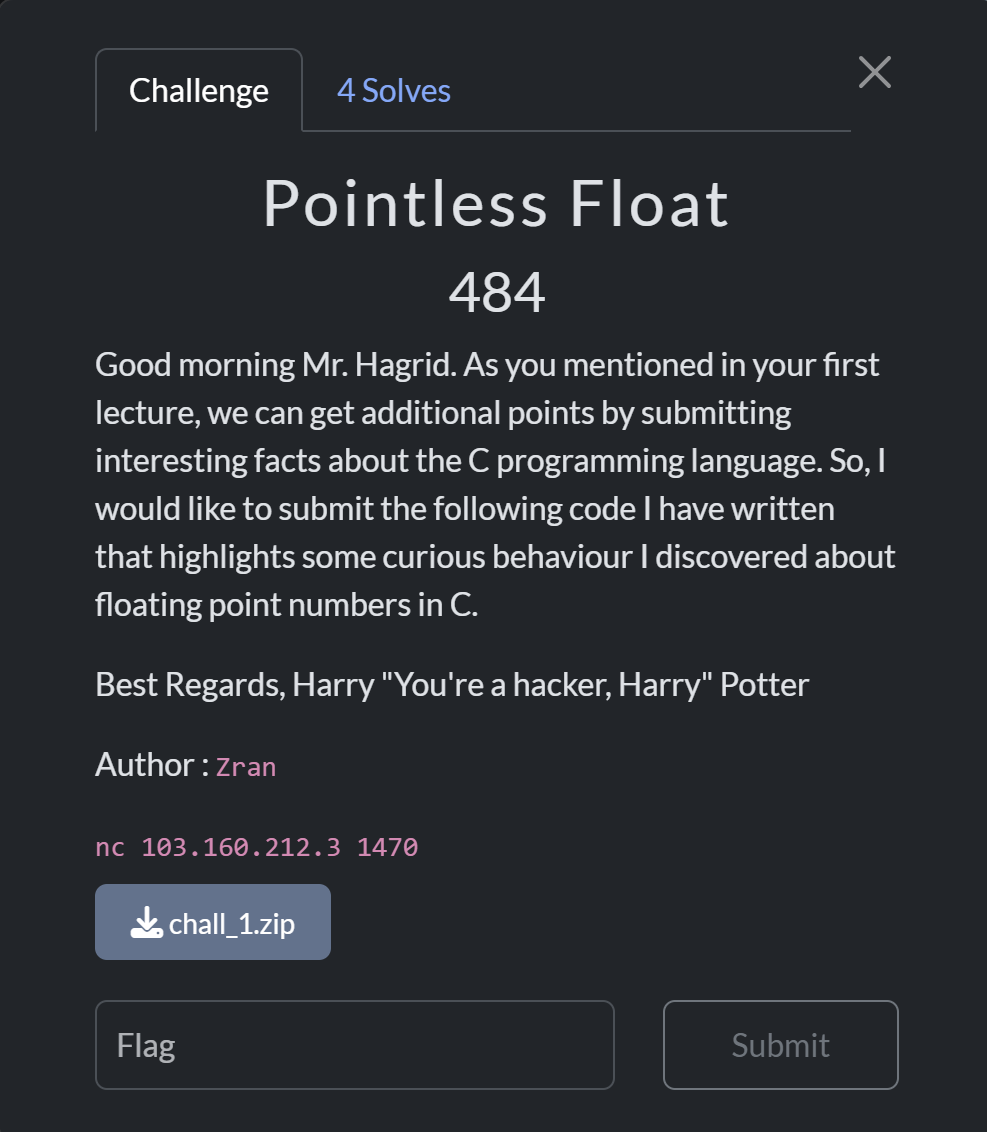 Challenge
4 Solves
Pointless Float
484
Good morning Mr. Hagrid. As you mentioned in your first
lecture, we can get additional points by submitting
interesting facts about the C programming language. So, I
would like to submit the following code I have written
that highlights some curious behaviour I discovered about
floating point numbers in C.
Best Regards, Harry "You're a hacker, Harry" Potter
Author : Zran
nc 103.160.212.3 1470
chall_1.zip
Flag
Submit